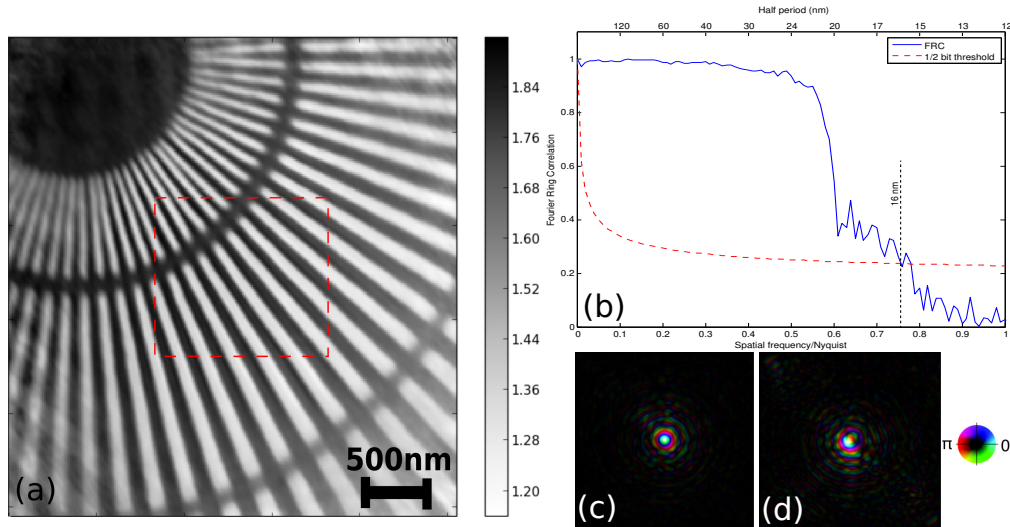 (a)
500nm
1.84
1.76
1.68
1.60
1.52
1.44
1.36
1.28
1.20
Half period (nm)
120 60 40 30 24 20 17 15 13 12
FRC
1/2 bit threshold
1
0.8
0.6
0.4
0.2
0
Fourier Ring Correlation
16 nm
(b)
0 0.1 0.2 0.3 0.4 0.5 0.6 0.7 0.8 0.9 1
Spatial frequency/Nyquist
(c)
(d)
π 0